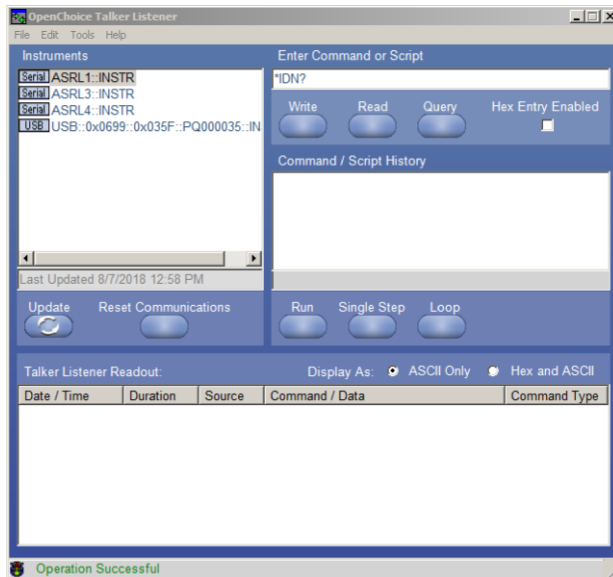 OpenChoice Talker Listener
File Edit Tools Help
Instruments
Serial ASRL1::INSTR
Serial ASRL3::INSTR
Serial ASRL4::INSTR
USB USB::0x0699::0x035F::PQ000035::IN
Last Updated 8/7/2018 12:58 PM
Update Reset Communications
Enter Command or Script
*IDN?
Write Read Query Hex Entry Enabled
Command / Script History
Run Single Step Loop
Talker Listener Readout: Display As: ASCII Only Hex and ASCII
Date / Time Duration Source Command / Data Command Type
Operation Successful